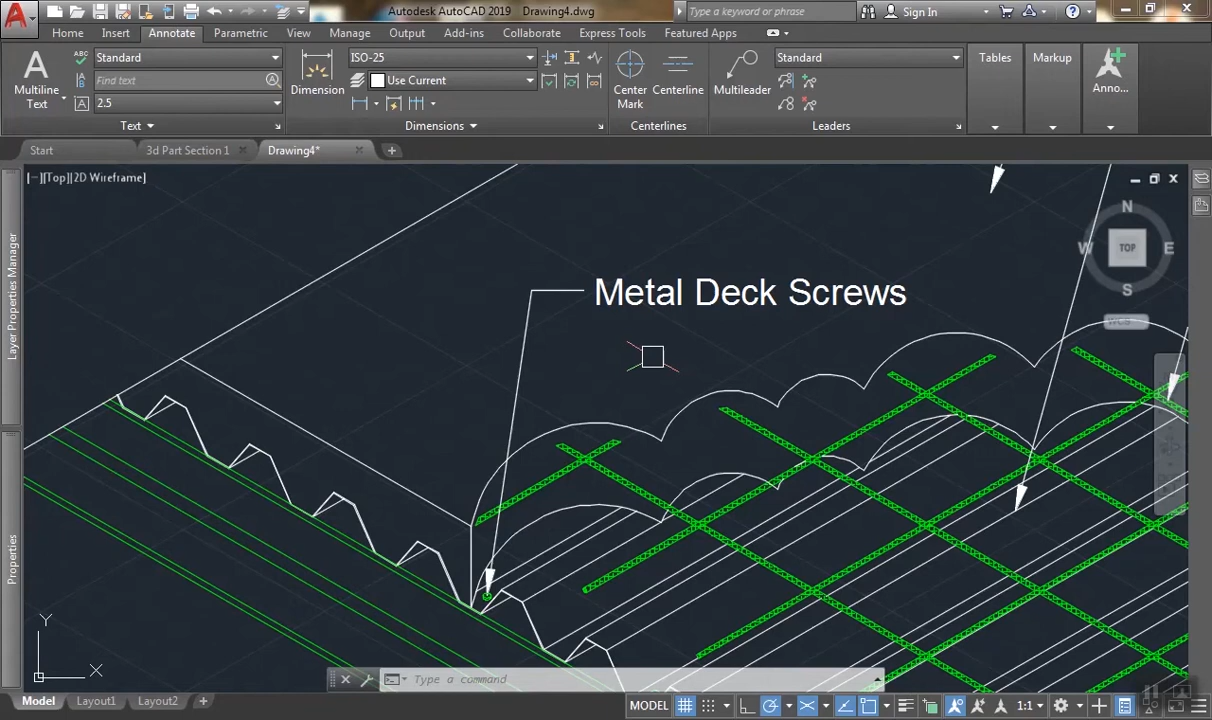 Autodesk AutoCAD 2019 Drawing4.dwg
Type a keyword or phrase
Sign In
Home Insert Annotate Parametric View Manage Output Add-ins Collaborate Express Tools Featured Apps
Multiline
Text
ABC
Standard
Find text
2.5
Text
Dimension
ISO-25
Use Current
Dimensions
Center
Mark
Centerline
Centerlines
Multileader
Standard
Leaders
Tables
Markup
Anno...
Start 3d Part Section 1 Drawing4*
[−][Top][2D Wireframe]
Layer Properties Manager
Properties
N
W TOP E
S
WCS
Metal Deck Screws
Y
X
Type a command
Model Layout1 Layout2
MODEL
1:1